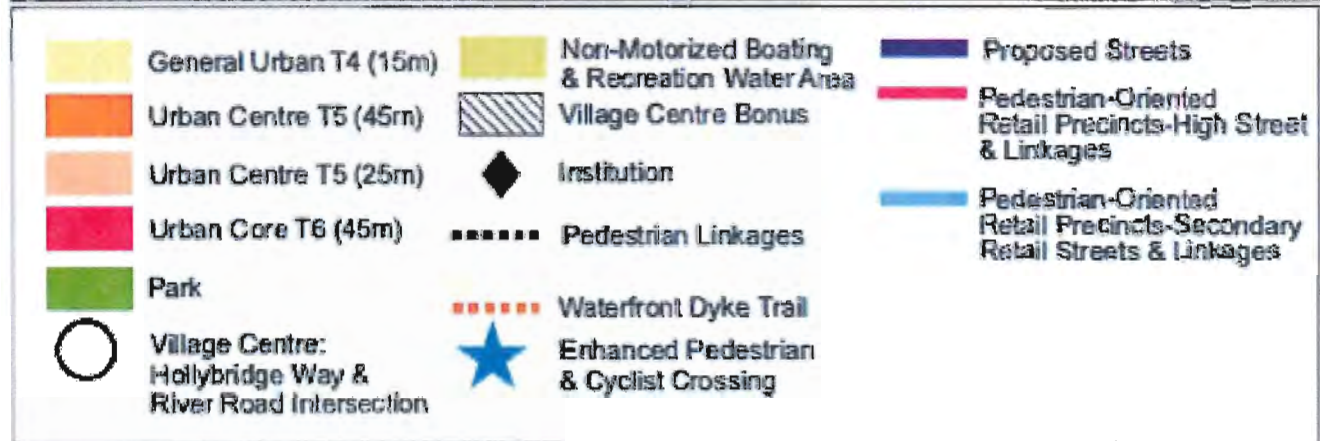 General Urban T4 (15m)
Urban Centre T5 (45m)
Urban Centre T5 (25m)
Urban Core T6 (45m)
Park
Village Centre:
Hollybridge Way &
River Road Intersection
Non-Motorized Boating
& Recreation Water Area
Village Centre Bonus
Institution
Pedestrian Linkages
Waterfront Dyke Trail
Enhanced Pedestrian
& Cyclist Crossing
Proposed Streets
Pedestrian-Oriented
Retail Precincts-High Street
& Linkages
Pedestrian-Oriented
Retail Precincts-Secondary
Retail Streets & Linkages